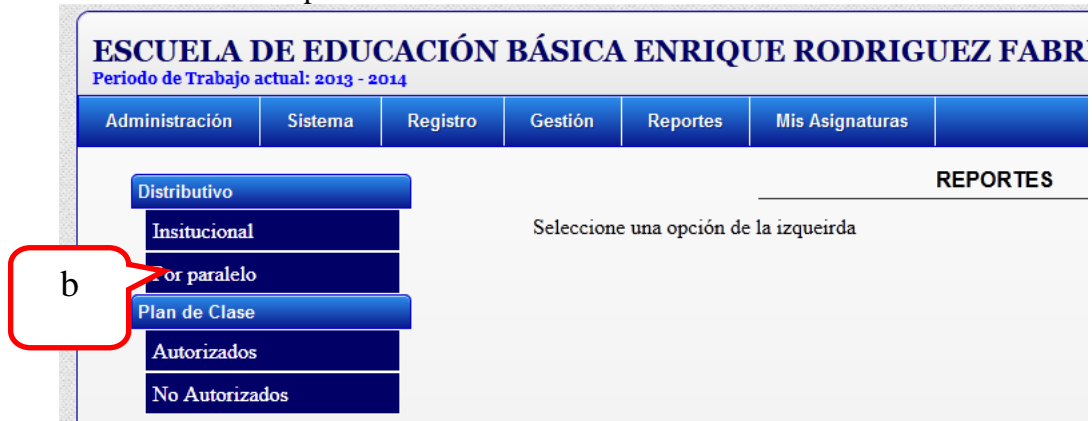 ESCUELA DE EDUCACIÓN BÁSICA ENRIQUE RODRIGUEZ FABR
Periodo de Trabajo actual: 2013 - 2014
Administración Sistema Registro Gestión Reportes Mis Asignaturas
REPORTES
Distributivo
Insitucional
Seleccione una opción de la izqueirda
b
Por paralelo
Plan de Clase
Autorizados
No Autorizados